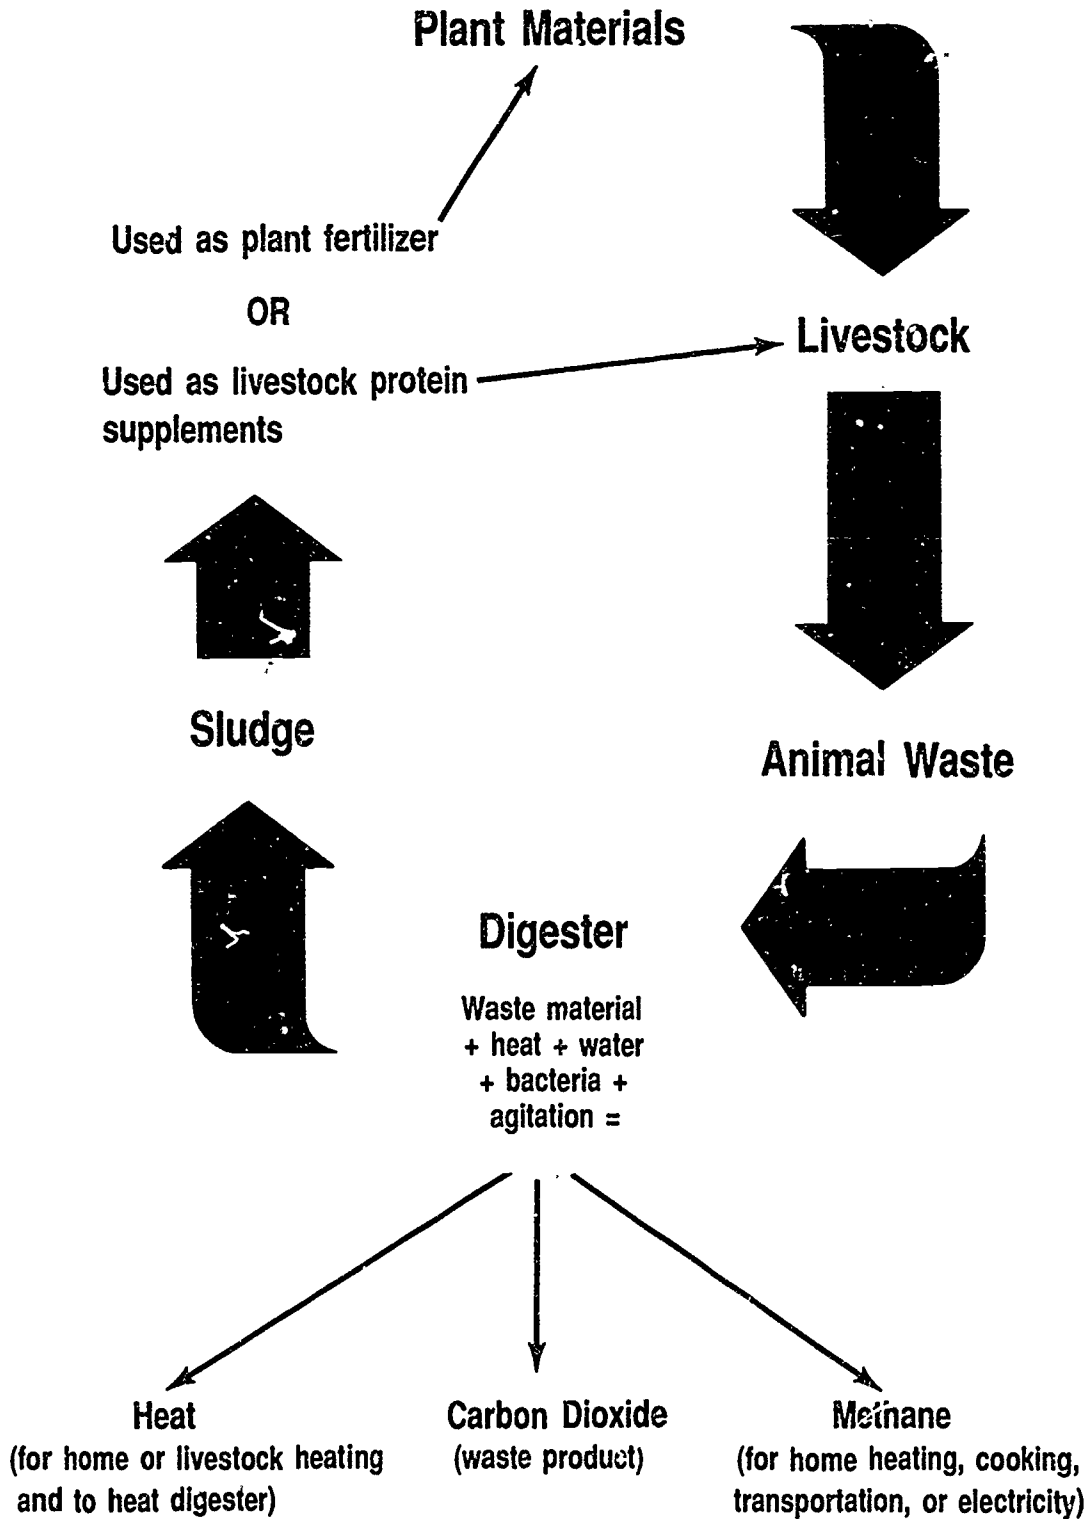 Plant Materials
Used as plant fertilizer
OR
Used as livestock protein
supplements
Livestock
Sludge
Animal Waste
Digester
Waste material
+ heat + water
+ bacteria +
agitation =
Heat
(for home or livestock heating
and to heat digester)
Carbon Dioxide
(waste product)
Methane
(for home heating, cooking,
transportation, or electricity)